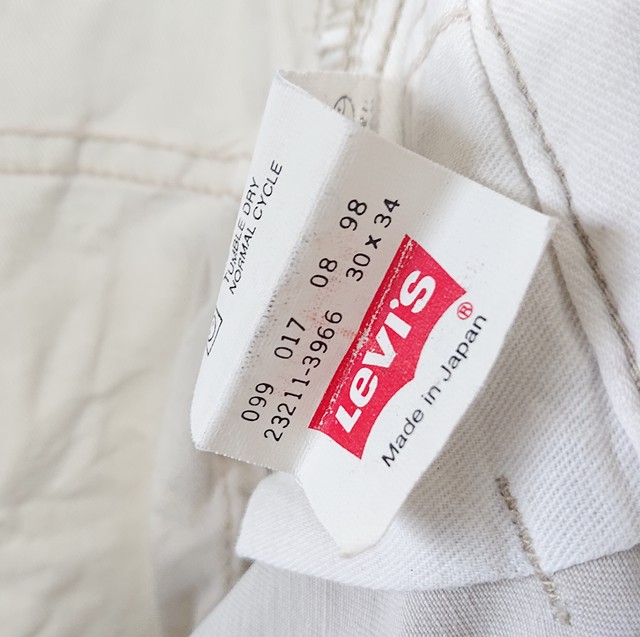 TUMBLE DRY
NORMAL CYCLE
099 017 08 98
23211-3966 30 x 34
Levi's ®
Made in Japan